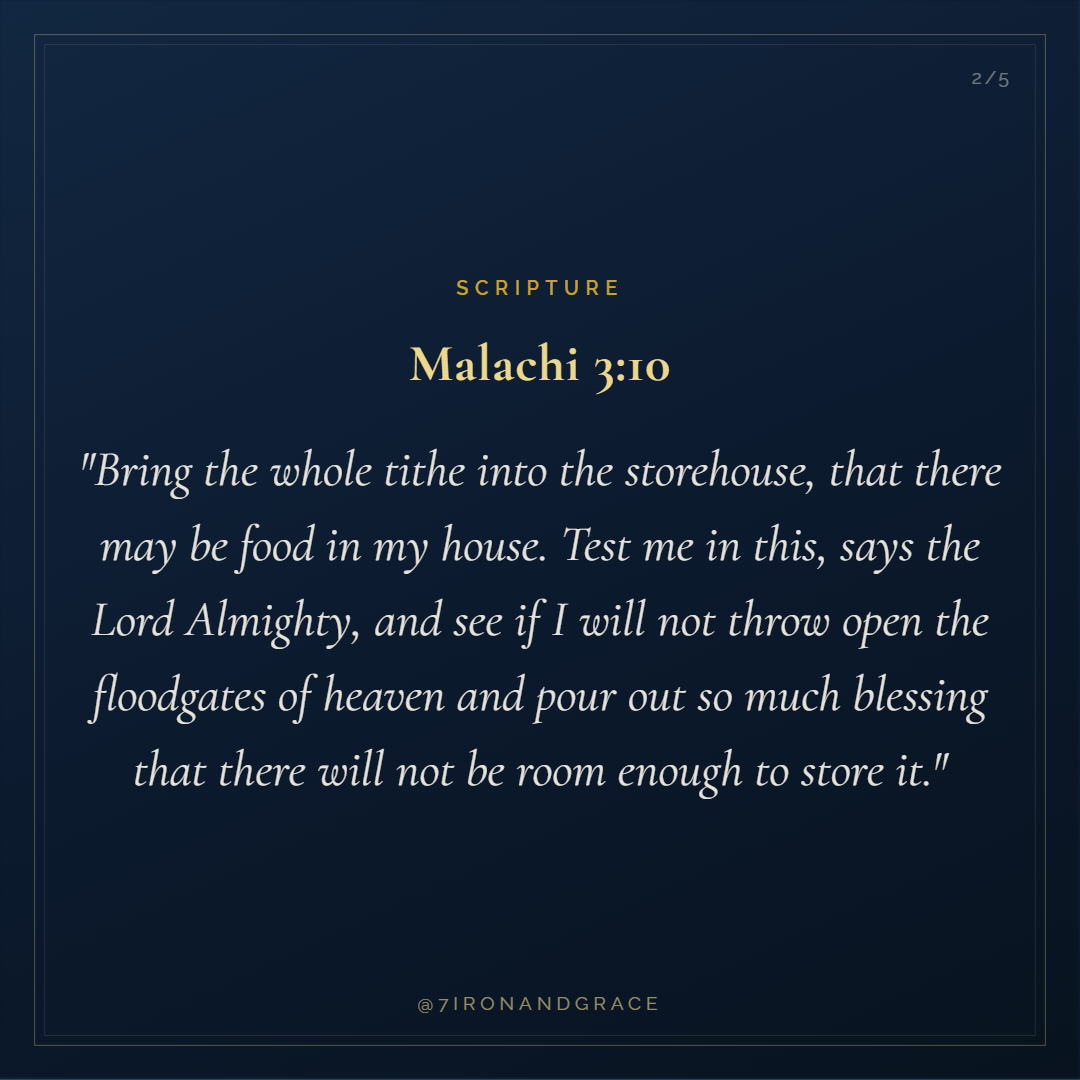 2/5
SCRIPTURE
Malachi 3:10
"Bring the whole tithe into the storehouse, that there
may be food in my house. Test me in this, says the
Lord Almighty, and see if I will not throw open the
floodgates of heaven and pour out so much blessing
that there will not be room enough to store it."
@7IRONANDGRACE